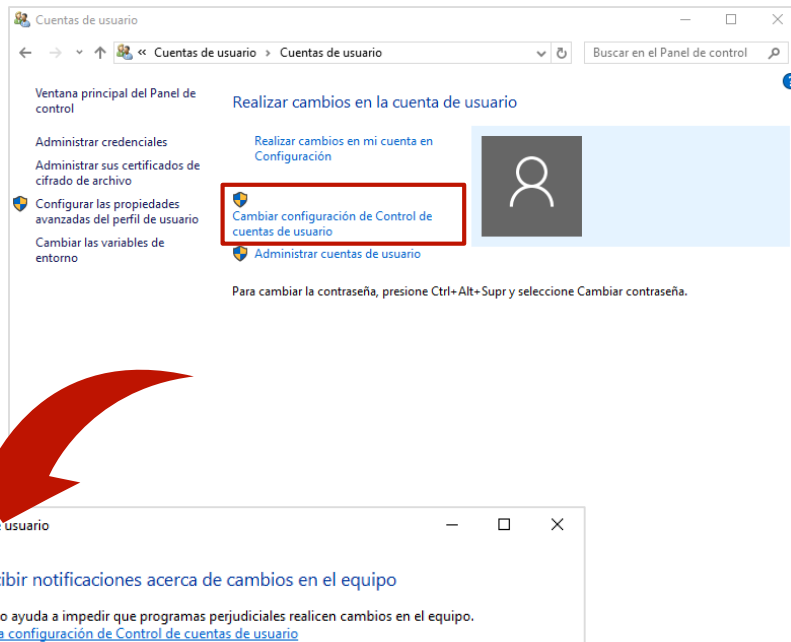 Cuentas de usuario
« Cuentas de usuario > Cuentas de usuario
Buscar en el Panel de control
Ventana principal del Panel de
control
Administrar credenciales
Administrar sus certificados de
cifrado de archivo
Configurar las propiedades
avanzadas del perfil de usuario
Cambiar las variables de
entorno
Realizar cambios en la cuenta de usuario
Realizar cambios en mi cuenta en
Configuración
Cambiar configuración de Control de
cuentas de usuario
Administrar cuentas de usuario
Para cambiar la contraseña, presione Ctrl+Alt+Supr y seleccione Cambiar contraseña.
usuario
cibir notificaciones acerca de cambios en el equipo
o ayuda a impedir que programas perjudiciales realicen cambios en el equipo.
a configuración de Control de cuentas de usuario